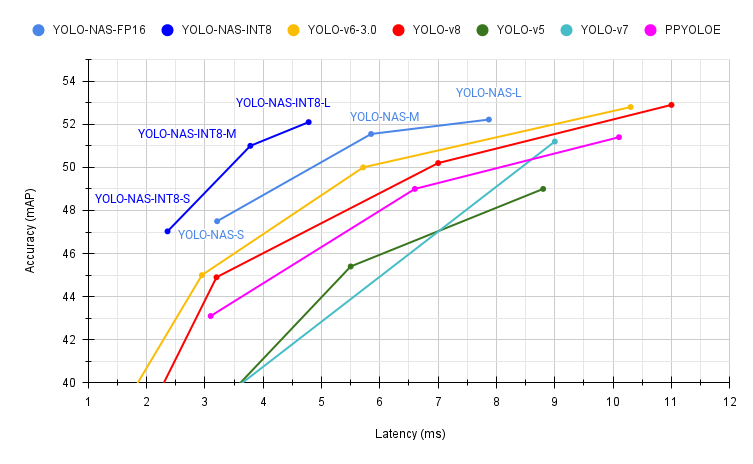 YOLO-NAS-FP16 YOLO-NAS-INT8 YOLO-v6-3.0 YOLO-v8 YOLO-v5 YOLO-v7 PPYOLOE
54
52
50
48
46
44
42
40
Accuracy (mAP)
YOLO-NAS-L
YOLO-NAS-INT8-L
YOLO-NAS-M
YOLO-NAS-INT8-M
YOLO-NAS-INT8-S
YOLO-NAS-S
1 2 3 4 5 6 7 8 9 10 11 12
Latency (ms)